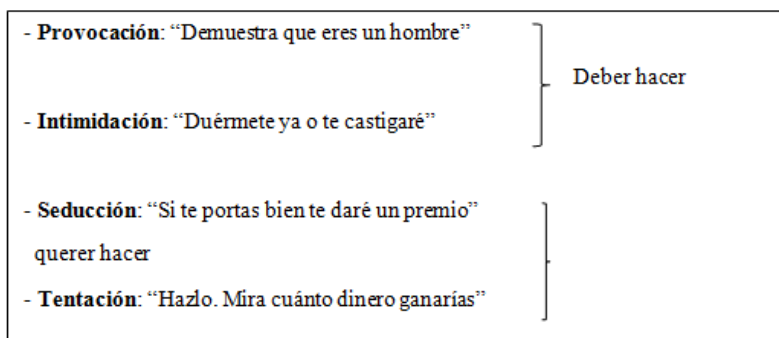 - Provocación: “Demuestra que eres un hombre”
Deber hacer
- Intimidación: “Duérmete ya o te castigaré”
- Seducción: “Si te portas bien te daré un premio”
querer hacer
- Tentación: “Hazlo. Mira cuánto dinero ganarías”